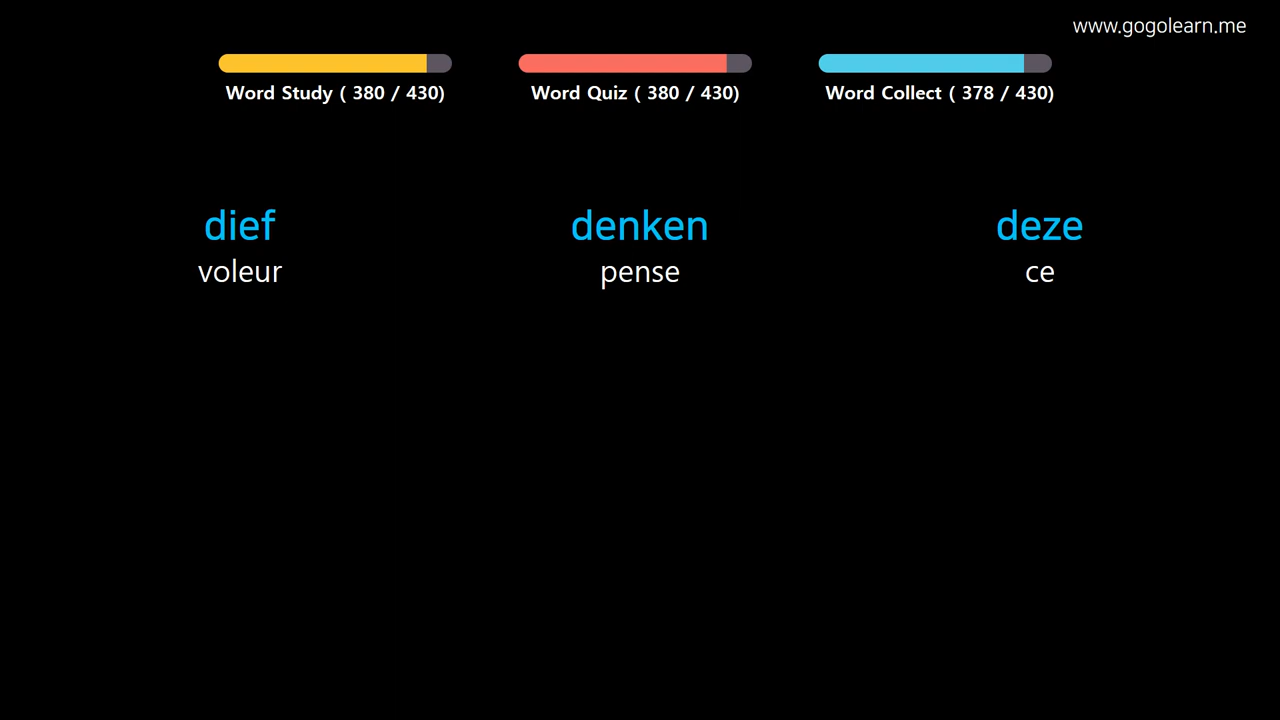 www.gogolearn.me
Word Study ( 380 / 430)
Word Quiz ( 380 / 430)
Word Collect ( 378 / 430)
dief
voleur
denken
pense
deze
ce